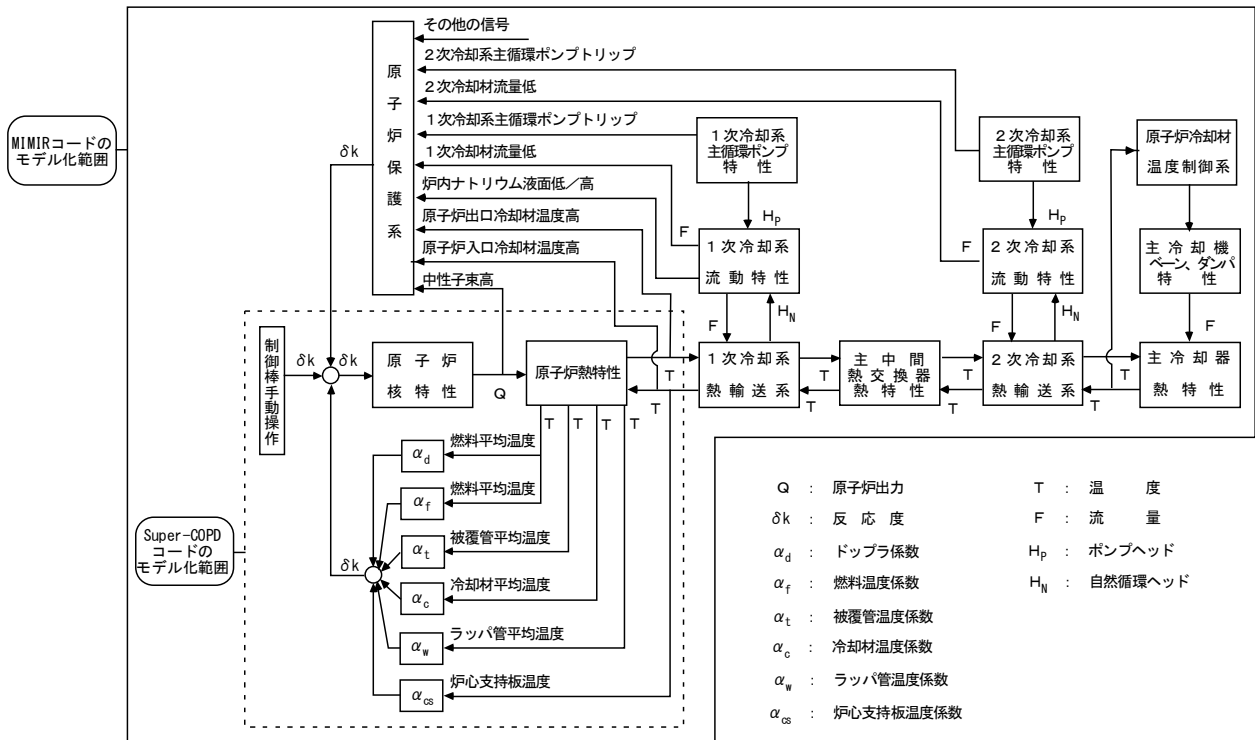 MIMIRコードの
モデル化範囲
Super-COPD
コードの
モデル化範囲
原子炉保護系
その他の信号
2次冷却系主循環ポンプトリップ
2次冷却材流量低
1次冷却系主循環ポンプトリップ
1次冷却材流量低
炉内ナトリウム液面低/高
原子炉出口冷却材温度高
原子炉入口冷却材温度高
中性子束高
δk
1次冷却系
主循環ポンプ
特性
2次冷却系
主循環ポンプ
特性
原子炉冷却材
温度制御系
H_P
H_P
F
F
1次冷却系
流動特性
2次冷却系
流動特性
主冷却機
ベーン、ダンパ
特性
F
H_N
F
H_N
F
制御棒手動操作
δk
δk
原子炉
核特性
Q
原子炉熱特性
T
T
1次冷却系
熱輸送系
T
T
主中間
熱交換器
熱特性
T
T
2次冷却系
熱輸送系
T
T
主冷却器
熱特性
T
T
T
T
δk
α_d
燃料平均温度
α_f
燃料平均温度
α_t
被覆管平均温度
α_c
冷却材平均温度
α_w
ラッパ管平均温度
α_cs
炉心支持板温度
Q : 原子炉出力
δk : 反応度
α_d : ドップラ係数
α_f : 燃料温度係数
α_t : 被覆管温度係数
α_c : 冷却材温度係数
α_w : ラッパ管温度係数
α_cs : 炉心支持板温度係数
T : 温度
F : 流量
H_P : ポンプヘッド
H_N : 自然循環ヘッド